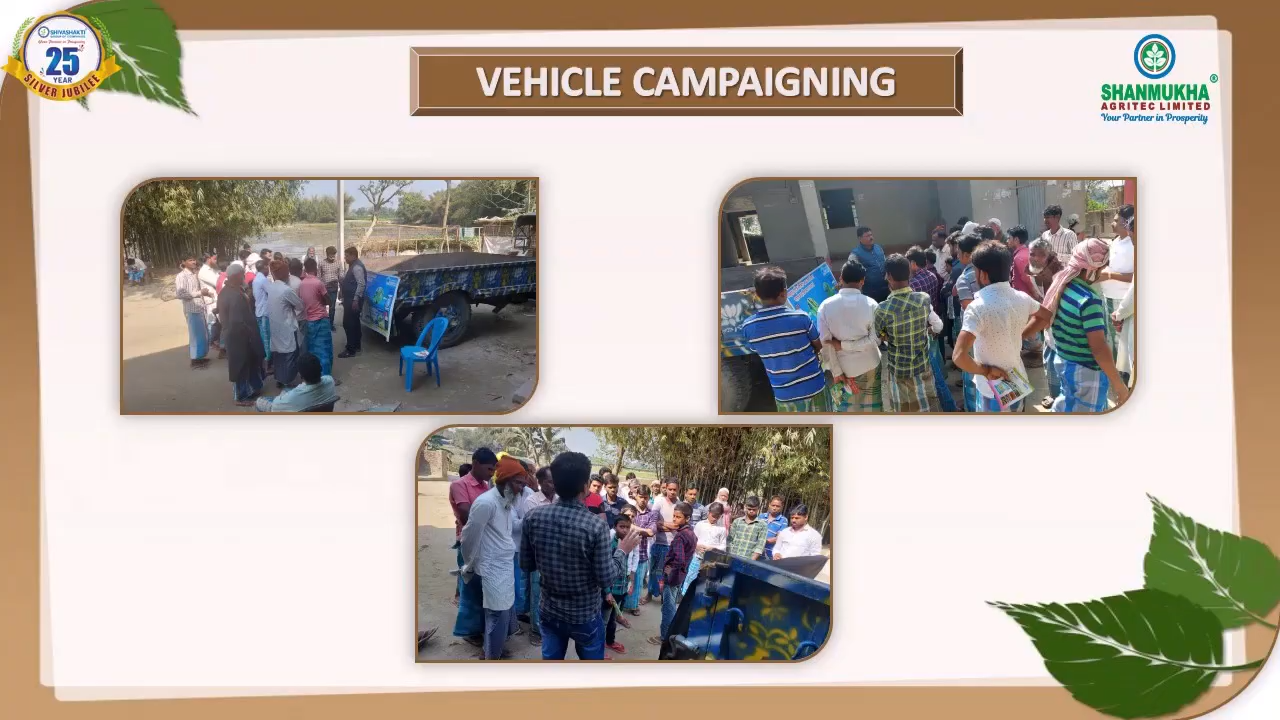 SHIVASHAKTI
25
YEAR
SILVER JUBILEE
VEHICLE CAMPAIGNING
SHANMUKHA®
AGRITEC LIMITED
Your Partner in Prosperity